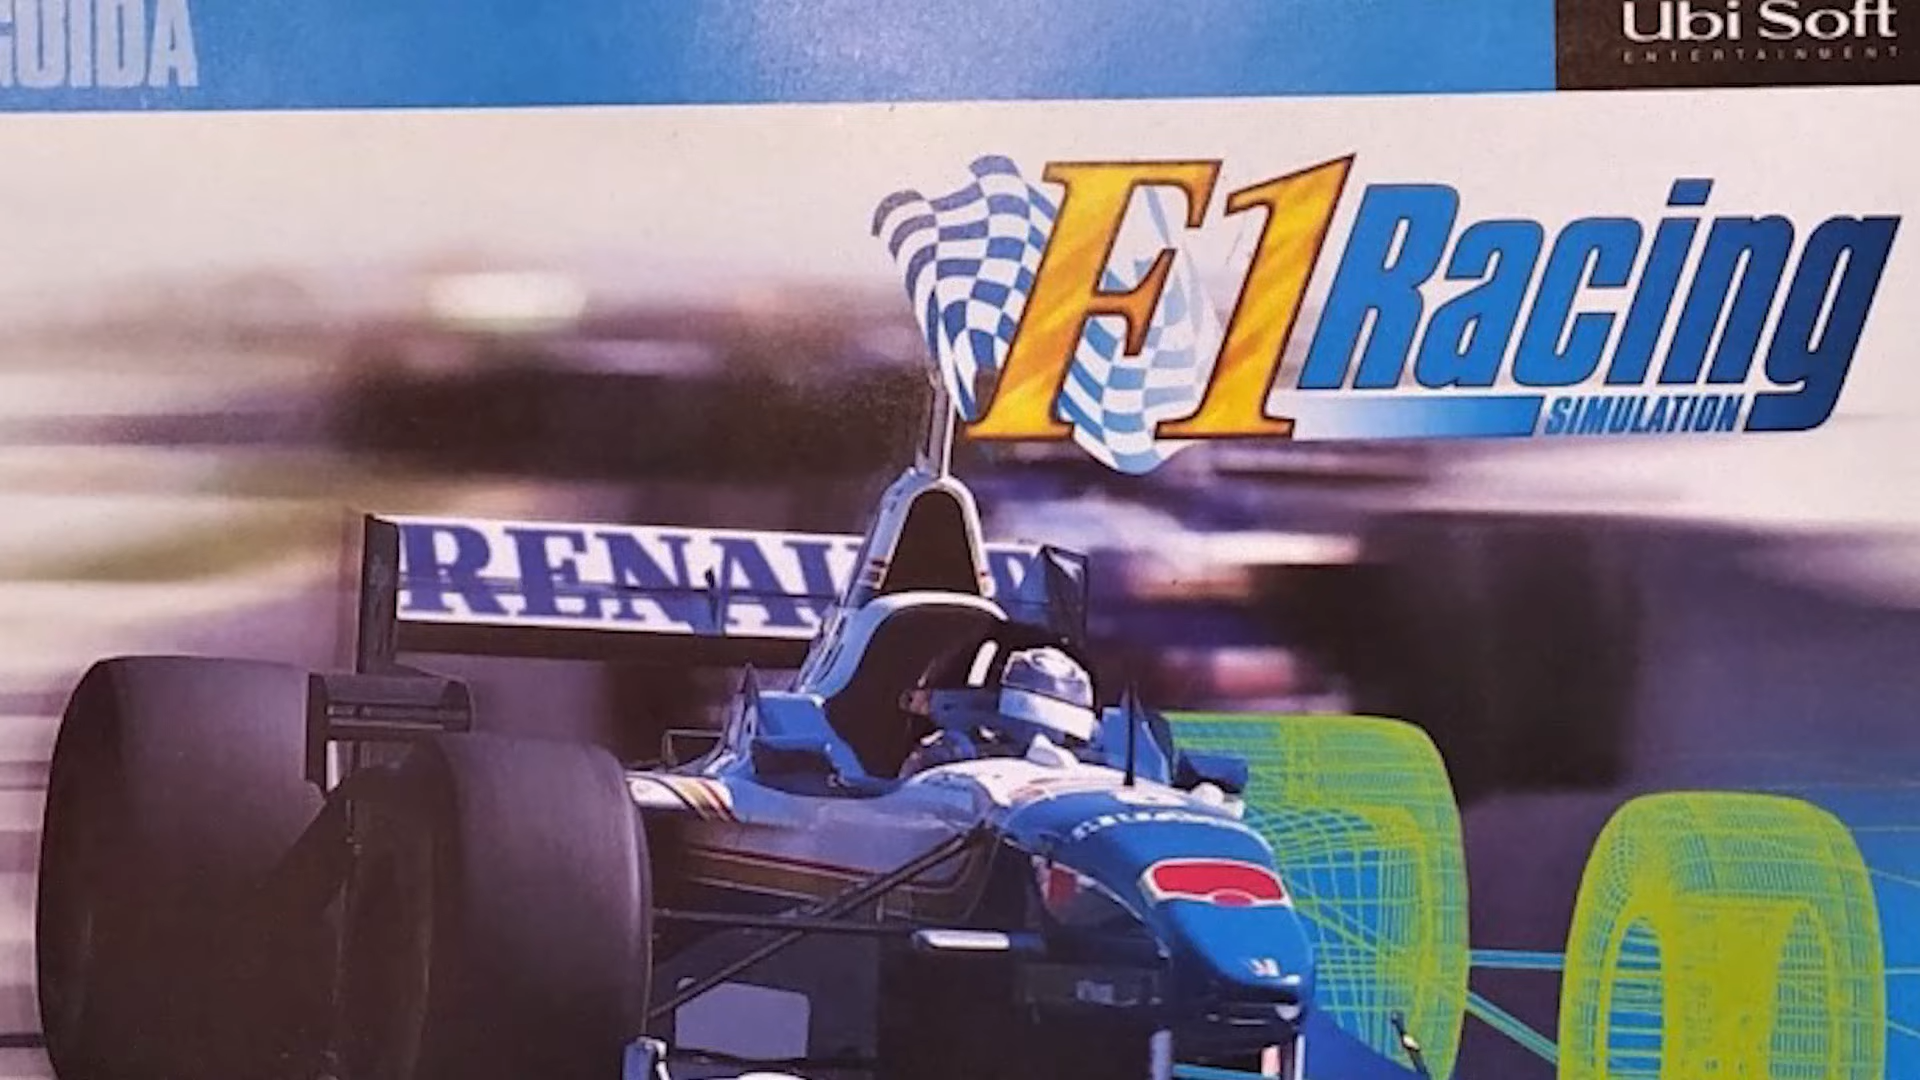 GUIDA
Ubi Soft
ENTERTAINMENT
F1 Racing
SIMULATION
RENAU